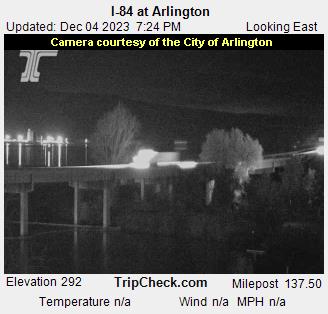 I-84 at Arlington
Updated: Dec 04 2023 7:24 PM Looking East
Camera courtesy of the City of Arlington
Elevation 292 TripCheck.com Milepost 137.50
Temperature n/a Wind n/a MPH n/a